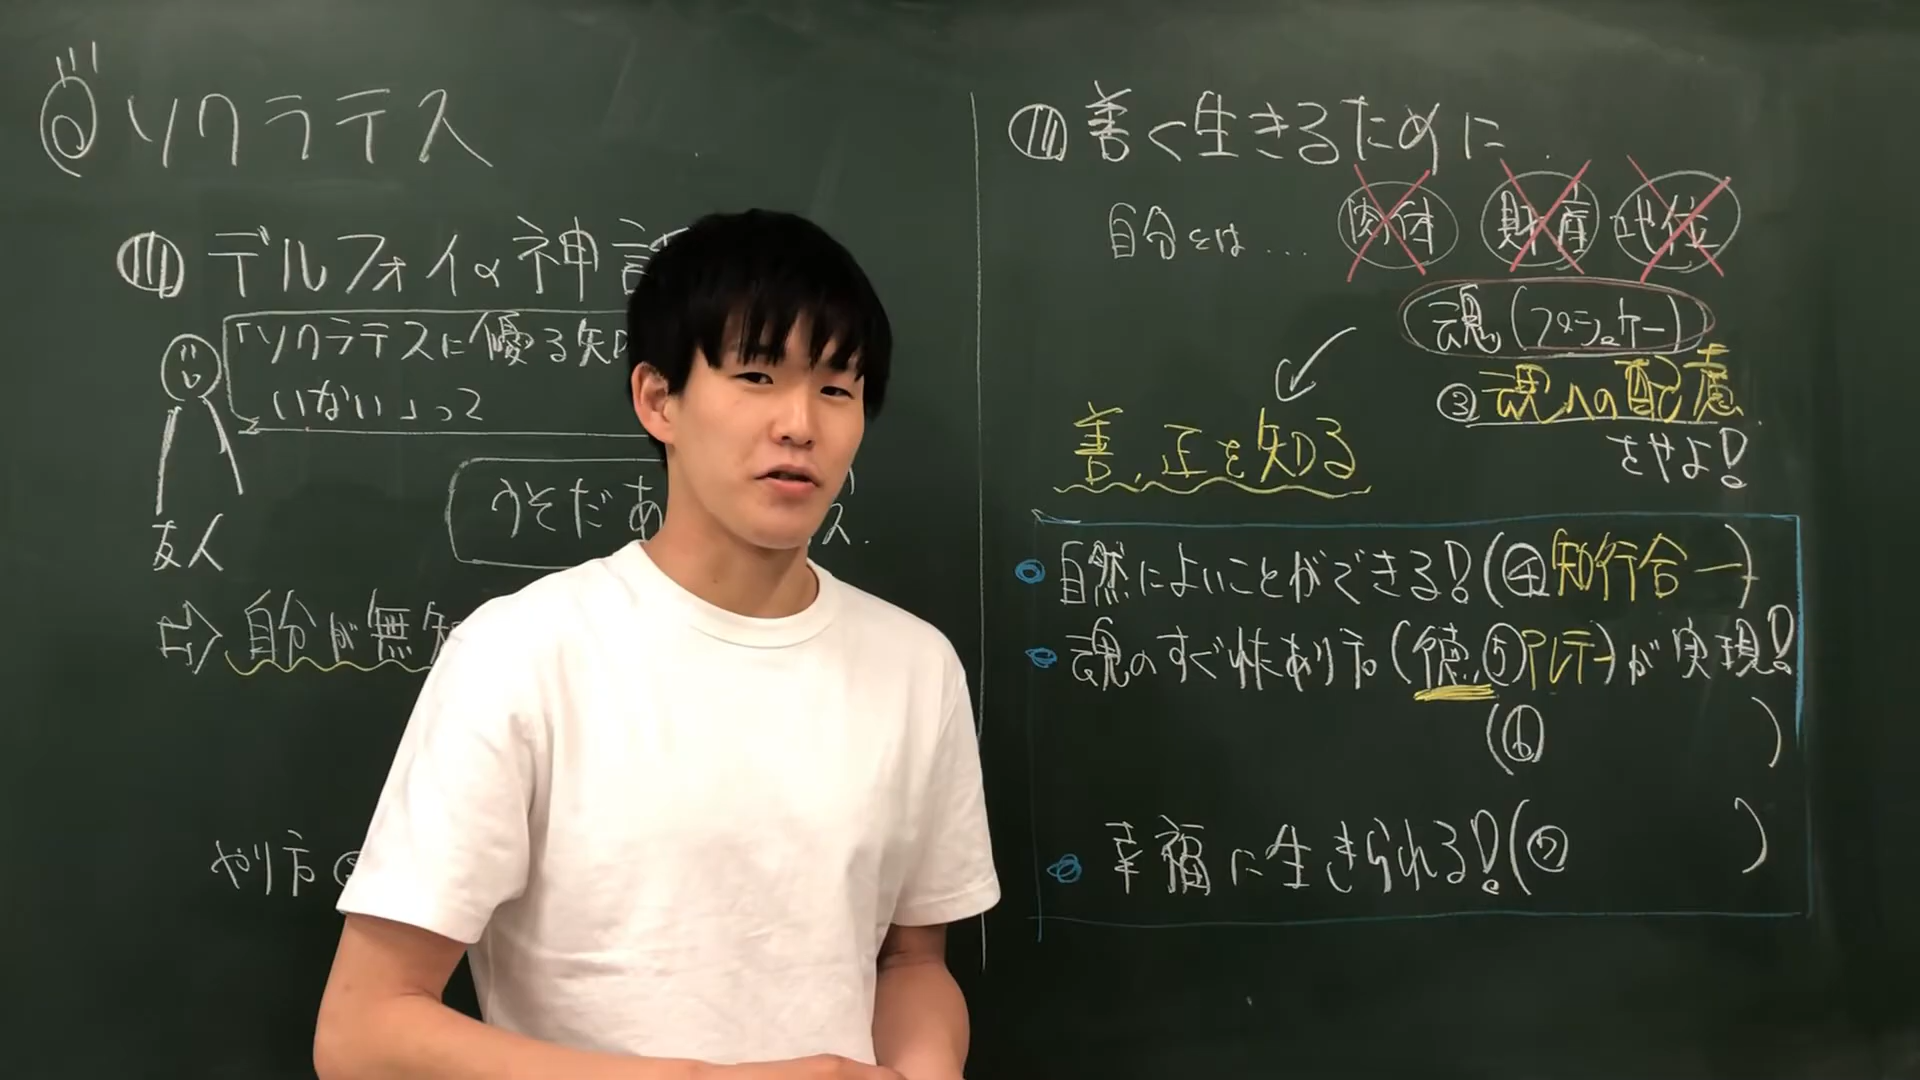 ソクラテス
デルフォイの神
「ソクラテスに優る知
いない」って
うそだあ
友人
自分が無知
やり方
善く生きるために
自分とは… 肉体 財産 地位
魂(プシュケー)
③魂への配慮
をせよ!
善、正を知る
自然によいことができる!(④知行合一)
魂のすぐれたあり方(徳、⑤アレテー)が実現!
(⑥ )
幸福に生きられる!(⑦ )